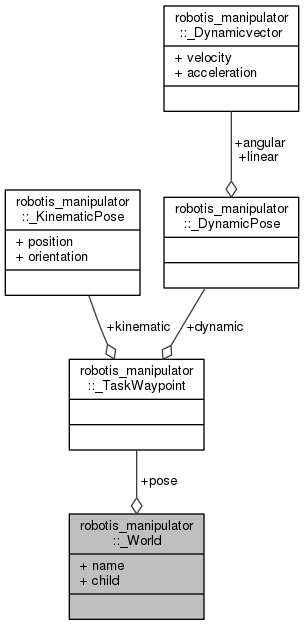 robotis_manipulator
::_Dynamicvector
+ velocity
+ acceleration
+angular
+linear
robotis_manipulator
::_KinematicPose
+ position
+ orientation
robotis_manipulator
::_DynamicPose
+kinematic
+dynamic
robotis_manipulator
::_TaskWaypoint
+pose
robotis_manipulator
::_World
+ name
+ child